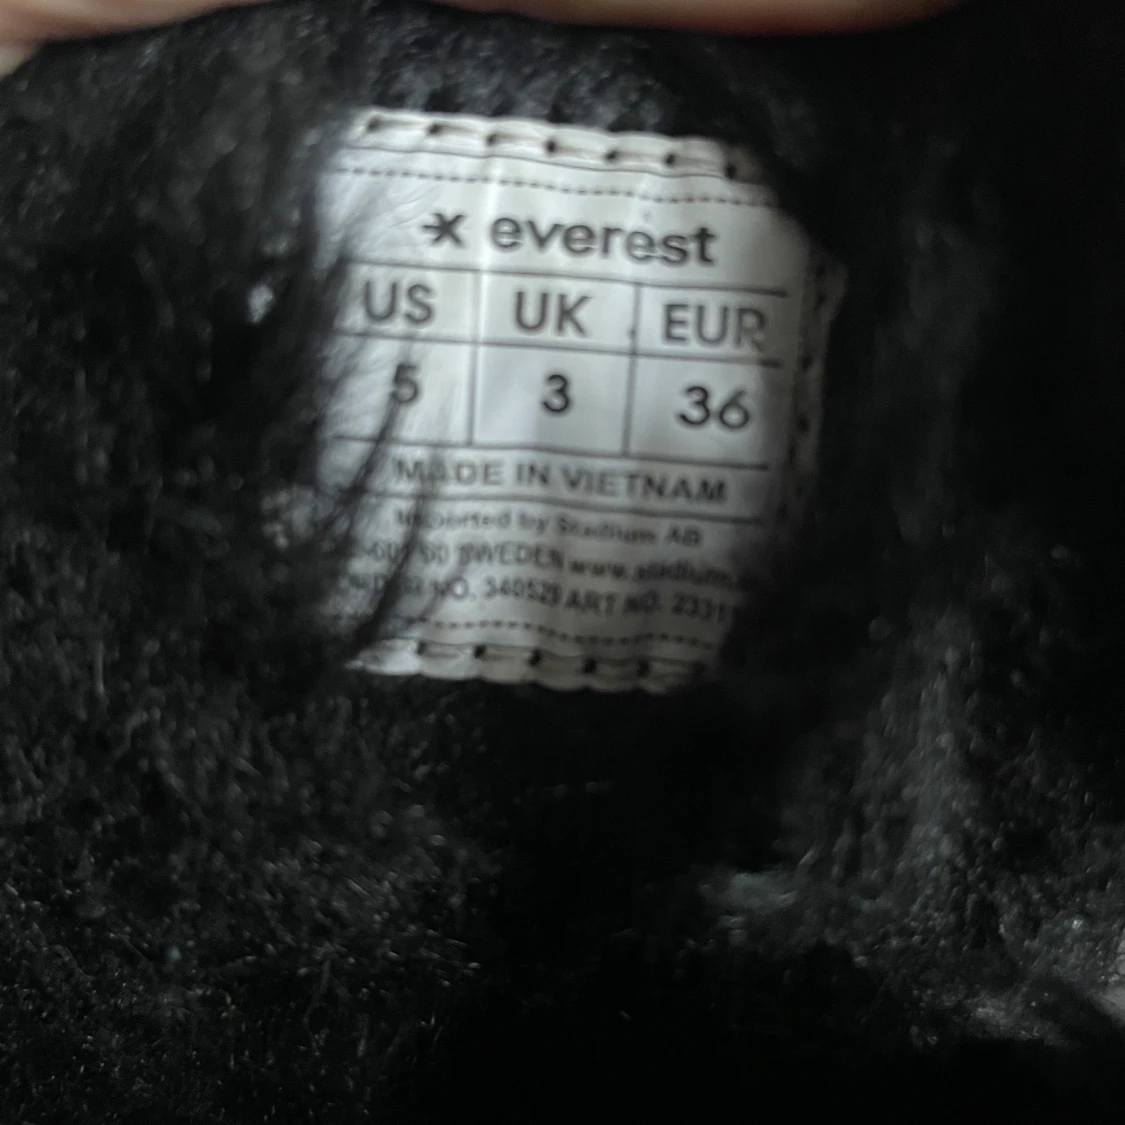 everest
US UK EUR
5 3 36
MADE IN VIETNAM
Imported by Stadium AB
SWEDEN www.stadium.
NO. 340529 ART NO.